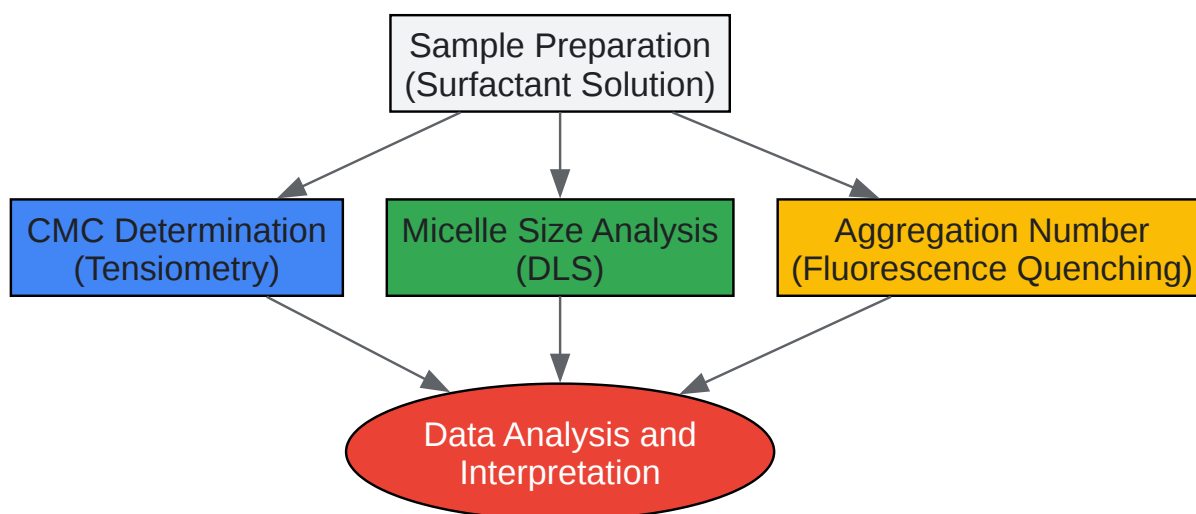 Sample Preparation
(Surfactant Solution)
CMC Determination
(Tensiometry)
Micelle Size Analysis
(DLS)
Aggregation Number
(Fluorescence Quenching)
Data Analysis and
Interpretation